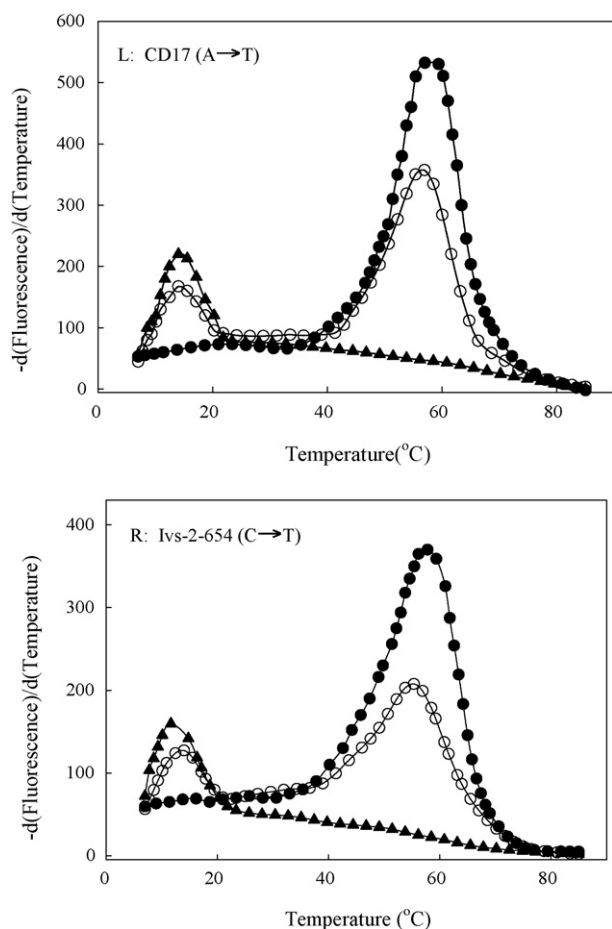 600
L: CD17 (A→T)
500
400
300
200
100
0
-d(Fluorescence)/d(Temperature)
0 20 40 60 80
Temperature(°C)
400
R: Ivs-2-654 (C→T)
300
200
100
0
-d(Fluorescence)/d(Temperature)
0 20 40 60 80
Temperature (°C)